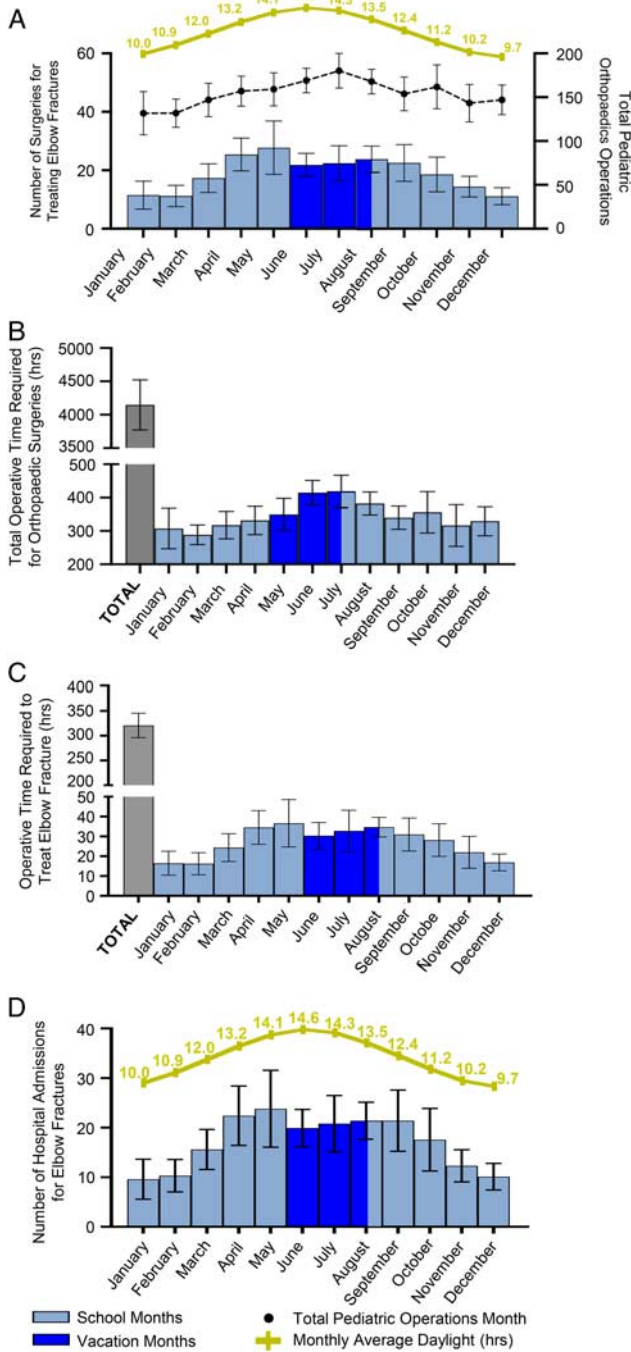 A
10.0 10.9 12.0 13.2 14.1 14.3 13.5 12.4 11.2 10.2 9.7
Number of Surgeries for
Treating Elbow Fractures
60
40
20
0
200
150
100
50
0
Total Pediatric
Orthopaedics Operations
January
February
March
April
May
June
July
August
September
October
November
December
B
Total Operative Time Required
for Orthopaedic Surgeries (hrs)
5000
4500
4000
3500
500
400
300
200
TOTAL
January
February
March
April
May
June
July
August
September
October
November
December
C
Operative Time Required to
Treat Elbow Fracture (hrs)
400
350
300
250
200
50
40
30
20
10
0
TOTAL
January
February
March
April
May
June
July
August
September
Octobe
November
December
D
10.0 10.9 12.0 13.2 14.1 14.6 14.3 13.5 12.4 11.2 10.2 9.7
Number of Hospital Admissions
for Elbow Fractures
40
30
20
10
0
January
February
March
April
May
June
July
August
September
October
November
December
School Months
Total Pediatric Operations Month
Vacation Months
Monthly Average Daylight (hrs)